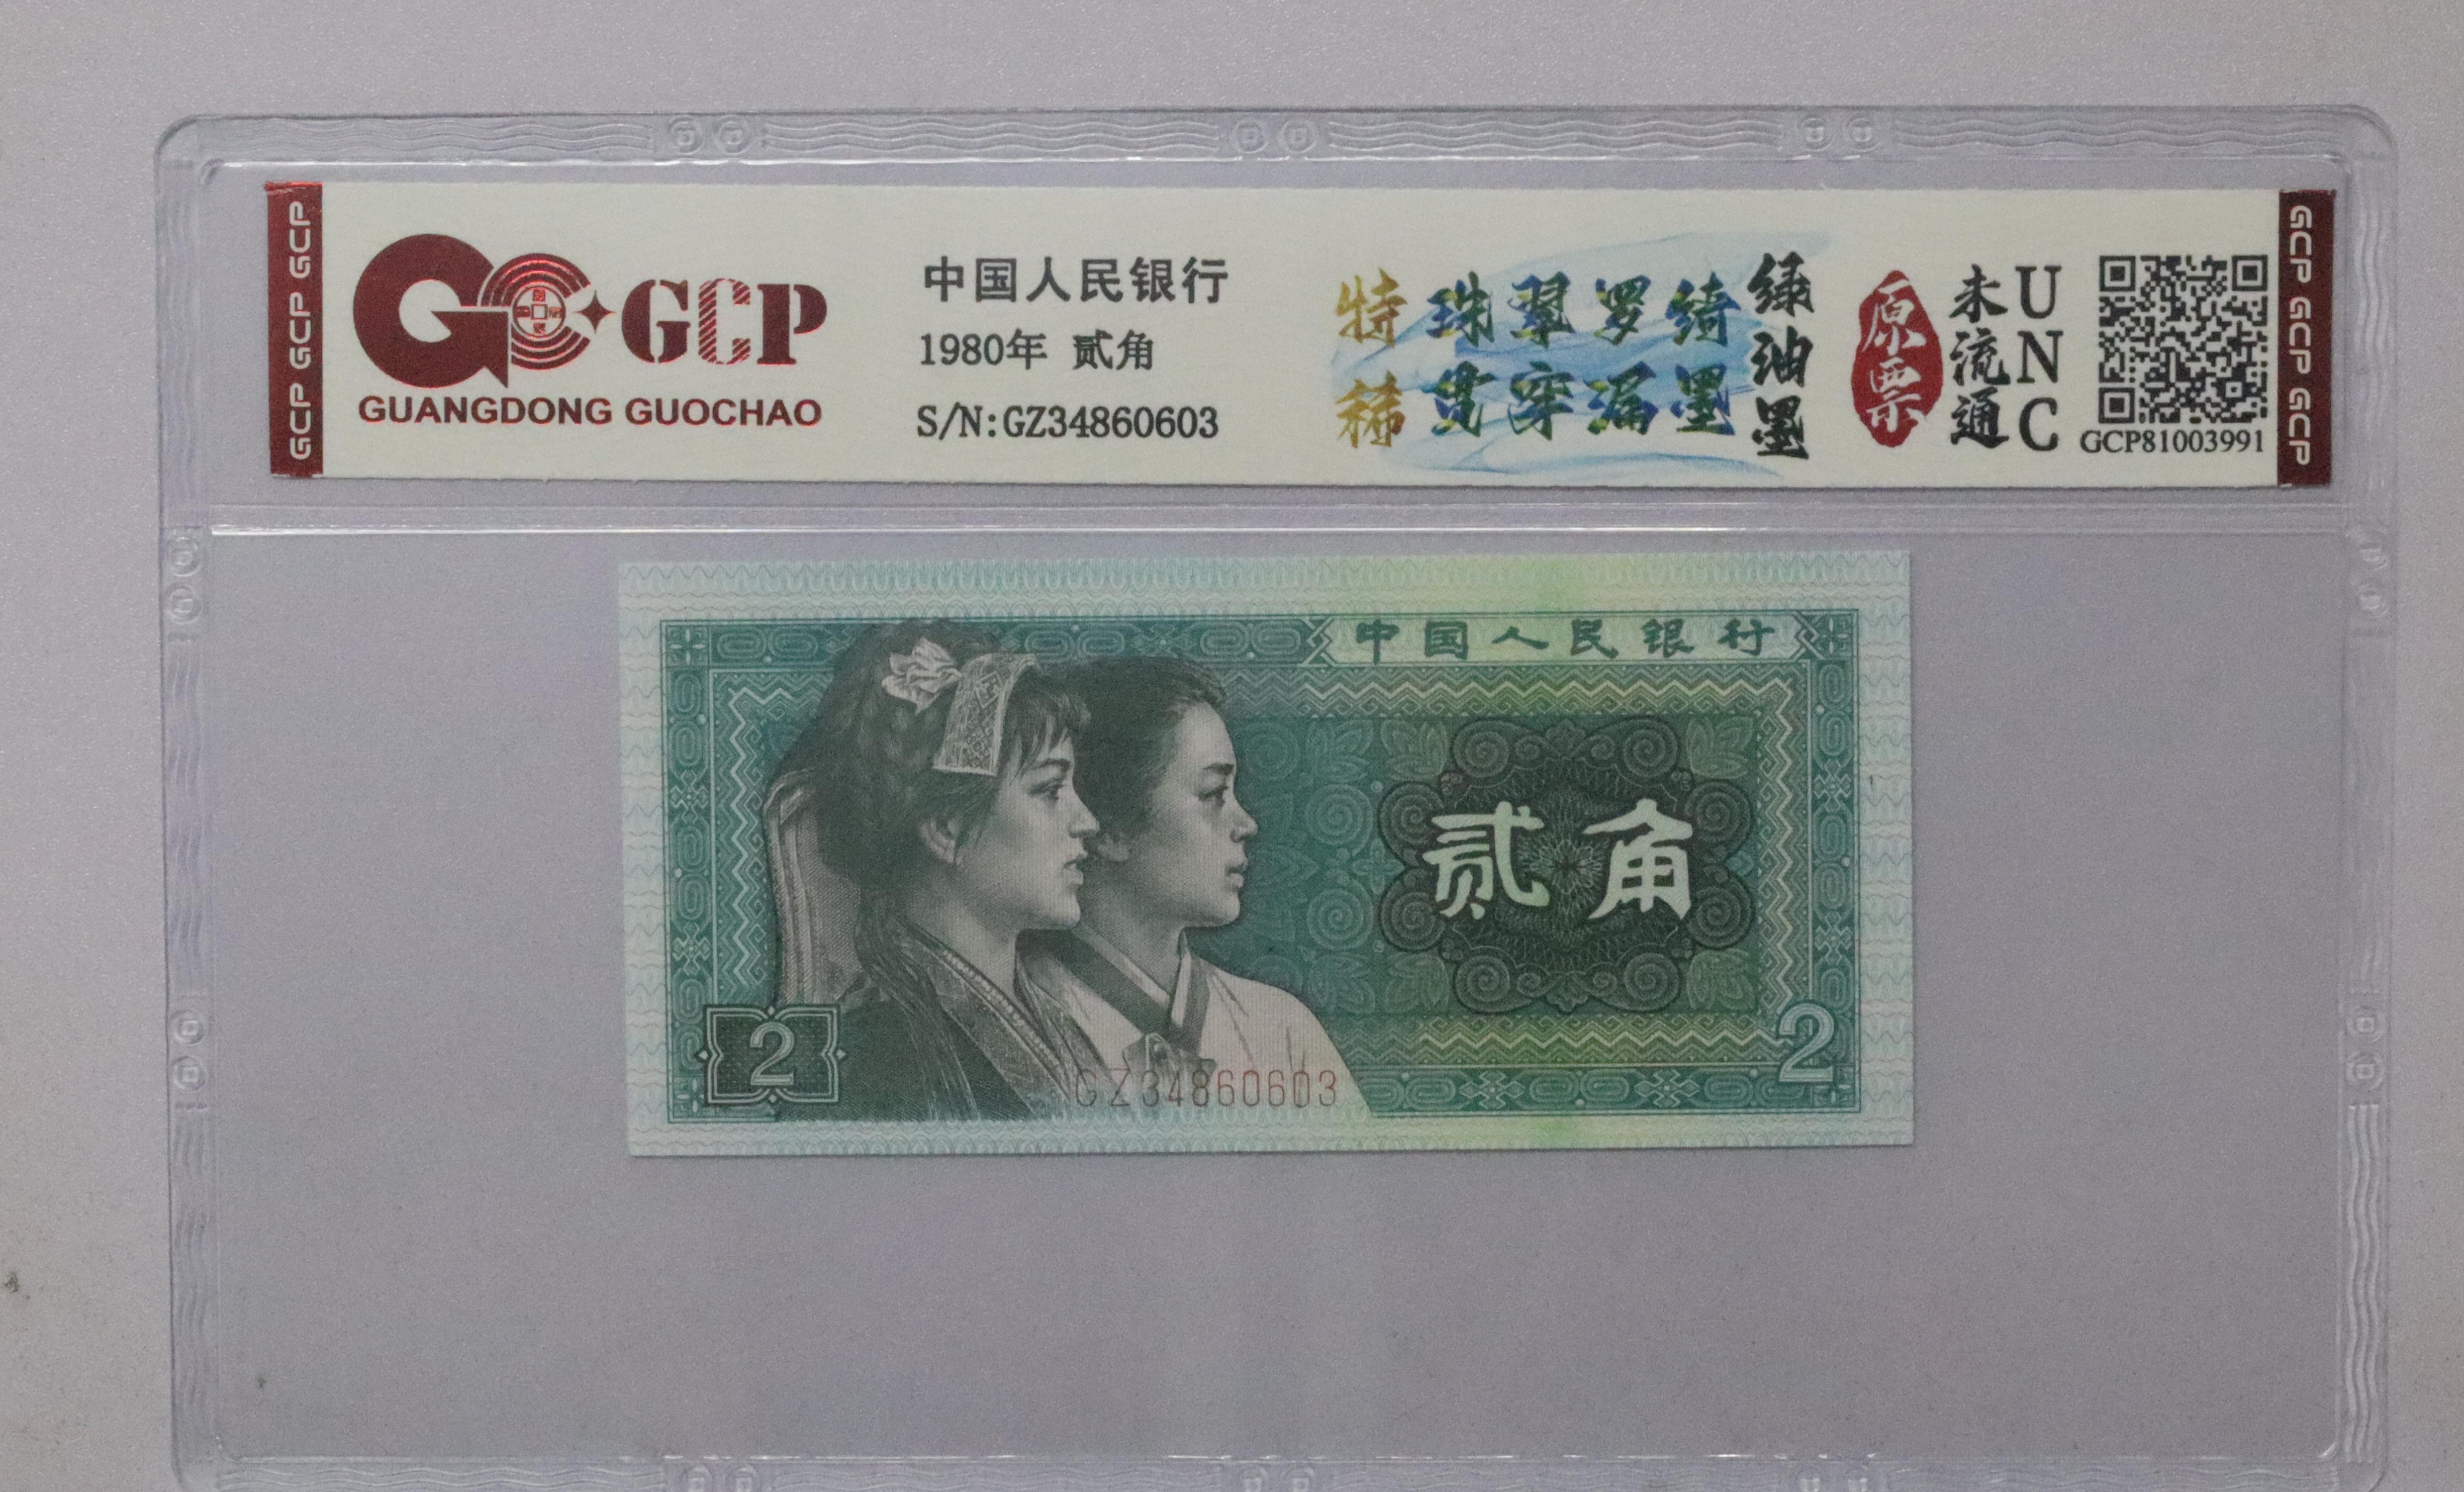 GCP GCP GCP
GCP
GUANGDONG GUOCHAO
中国人民银行
1980年 贰角
S/N:GZ34860603
特稀
珠翠罗绮
贯穿漏墨
绿油墨
原票
未流通
UNC
GCP81003991
GCP GCP GCP
中国人民银行
贰角
2
GZ34860603
2